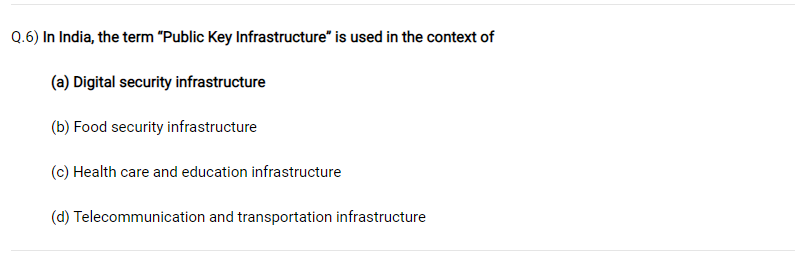 Q.6) In India, the term “Public Key Infrastructure” is used in the context of
(a) Digital security infrastructure
(b) Food security infrastructure
(c) Health care and education infrastructure
(d) Telecommunication and transportation infrastructure